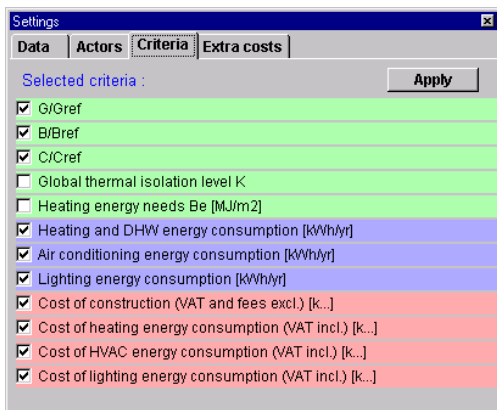 Settings
Data Actors Criteria Extra costs
Selected criteria : Apply
G/Gref
B/Bref
C/Cref
Global thermal isolation level K
Heating energy needs Be [MJ/m2]
Heating and DHW energy consumption [kWh/yr]
Air conditioning energy consumption [kWh/yr]
Lighting energy consumption [kWh/yr]
Cost of construction (VAT and fees excl.) [k...]
Cost of heating energy consumption (VAT incl.) [k...]
Cost of HVAC energy consumption (VAT incl.) [k...]
Cost of lighting energy consumption (VAT incl.) [k...]